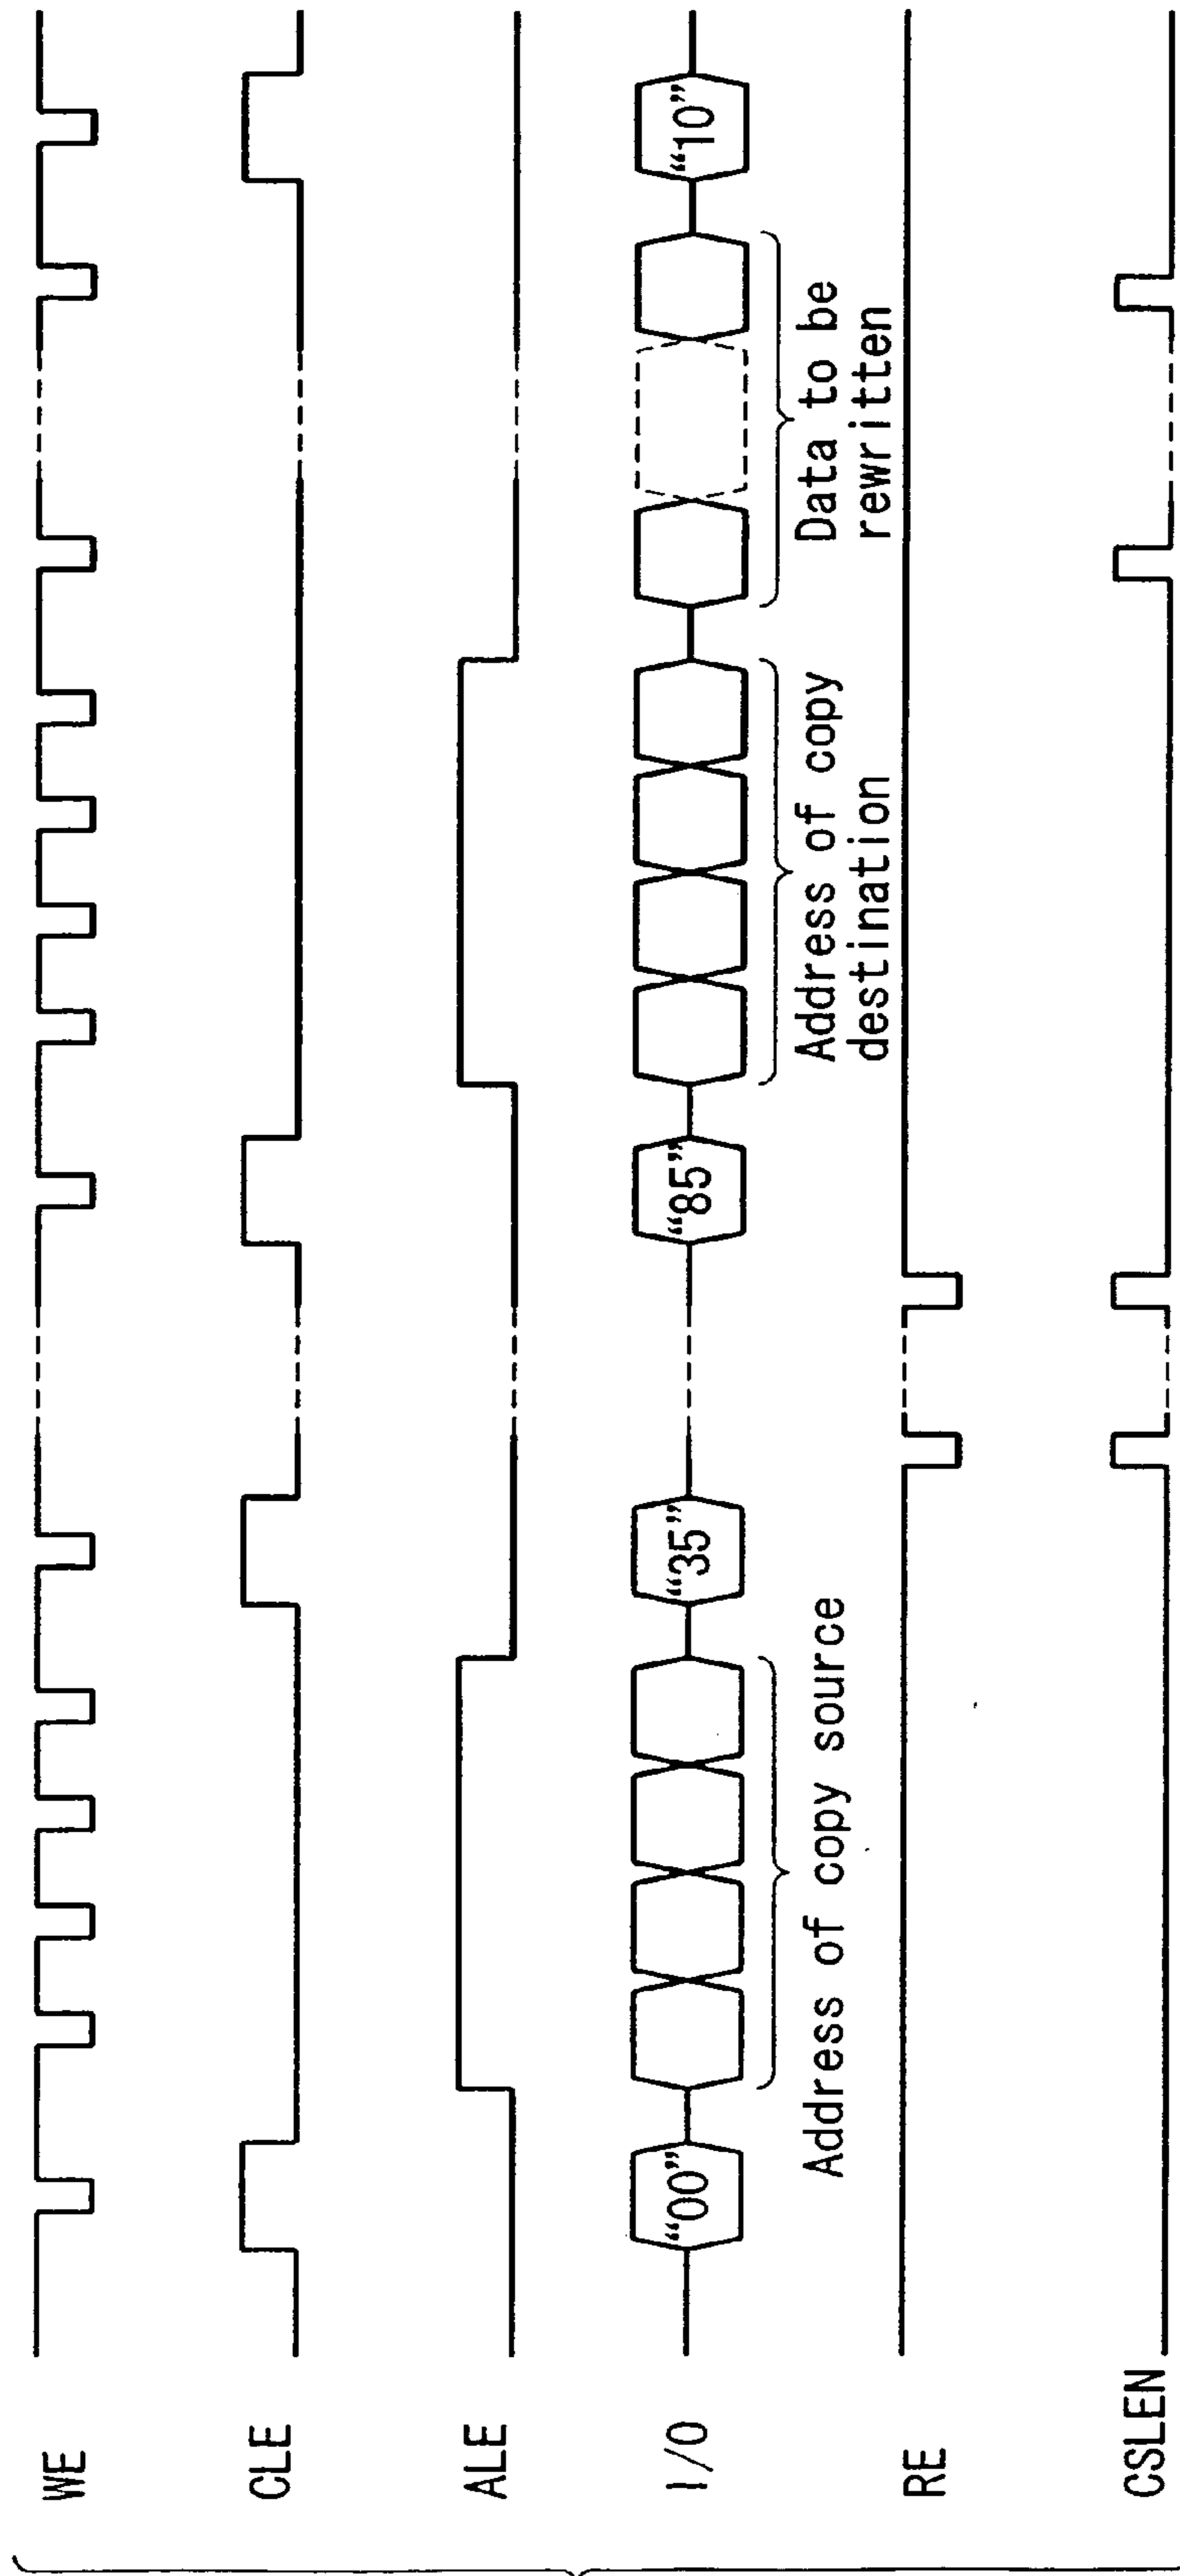 WE
CLE
ALE
I/O
“00”
“35”
“85”
“10”
Address of copy source
Address of copy
destination
Data to be
rewritten
RE
CSLEN